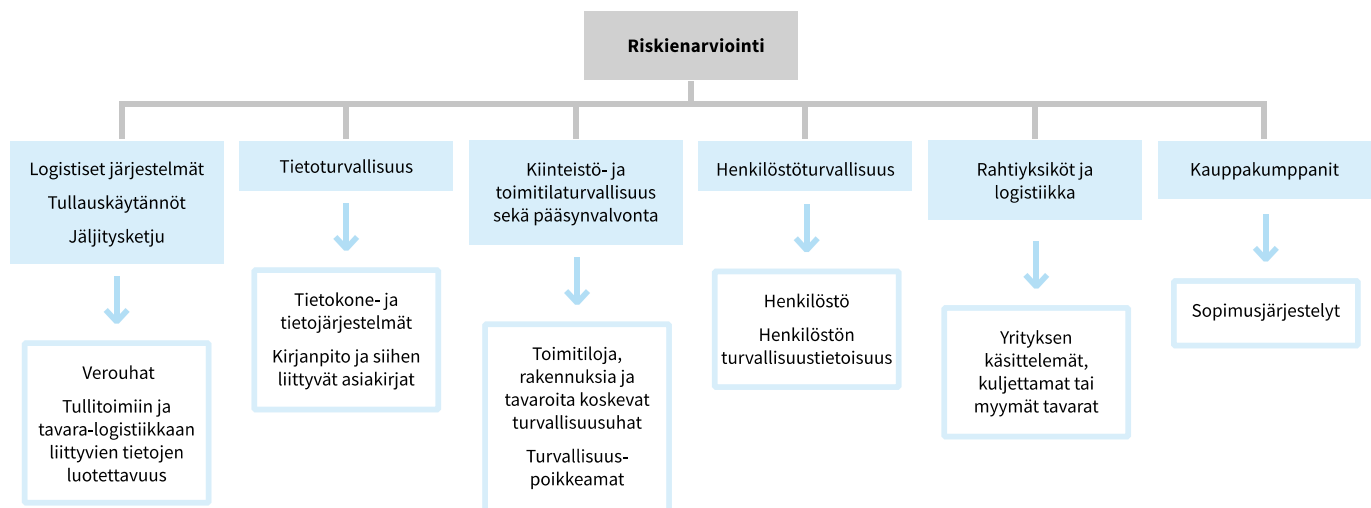 Riskienarviointi
Logistiset järjestelmät
Tullauskäytännöt
Jäljitysketju
Verouhat
Tullitoimiin ja
tavara-logistiikkaan
liittyvien tietojen
luotettavuus
Tietoturvallisuus
Tietokone- ja
tietojärjestelmät
Kirjanpito ja siihen
liittyvät asiakirjat
Kiinteistö- ja
toimitilaturvallisuus
sekä pääsynvalvonta
Toimitiloja,
rakennuksia ja
tavaroita koskevat
turvallisuusuhat
Turvallisuus-
poikkeamat
Henkilöstöturvallisuus
Henkilöstö
Henkilöstön
turvallisuustietoisuus
Rahtiyksiköt ja
logistiikka
Yrityksen
käsittelemät,
kuljettamat tai
myymät tavarat
Kauppakumppanit
Sopimusjärjestelyt